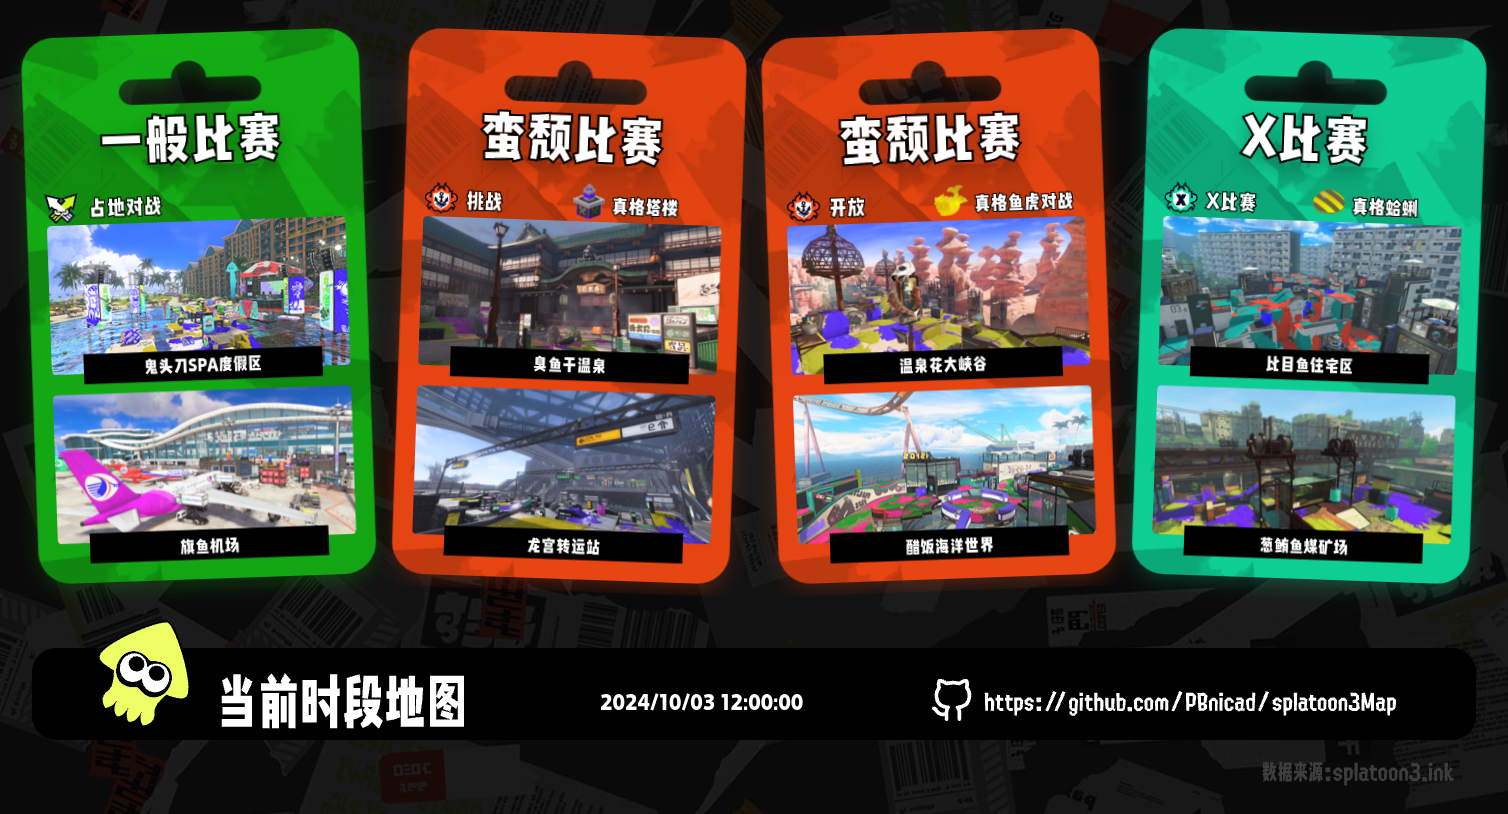 一般比赛
占地对战
鬼头刀SPA度假区
旗鱼机场
蛮颓比赛
挑战
真格塔楼
臭鱼干温泉
龙宫转运站
蛮颓比赛
开放
真格鱼虎对战
温泉花大峡谷
醋饭海洋世界
X比赛
X比赛
真格蛤蜊
比目鱼住宅区
葱鲔鱼煤矿场
当前时段地图
2024/10/03 12:00:00
https://github.com/PBnicad/splatoon3Map
数据来源:splatoon3.ink